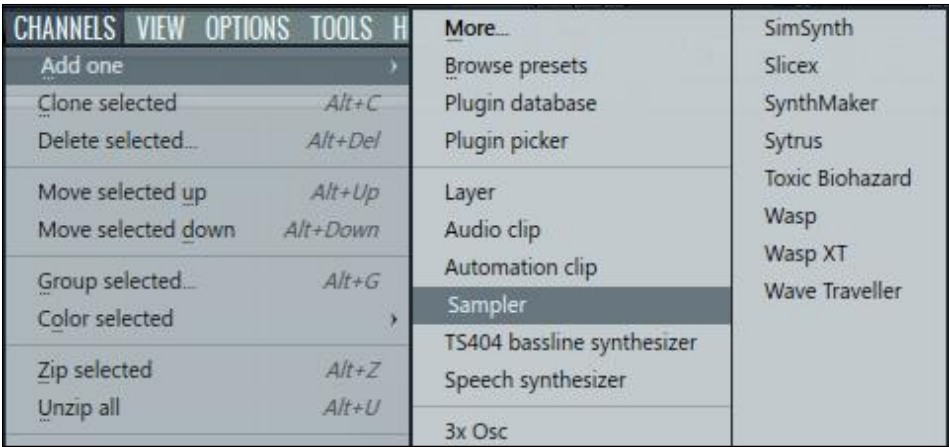 CHANNELS VIEW OPTIONS TOOLS H
Add one ›
Clone selected Alt+C
Delete selected... Alt+Del
Move selected up Alt+Up
Move selected down Alt+Down
Group selected... Alt+G
Color selected ›
Zip selected Alt+Z
Unzip all Alt+U
More...
Browse presets
Plugin database
Plugin picker
Layer
Audio clip
Automation clip
Sampler
TS404 bassline synthesizer
Speech synthesizer
3x Osc
SimSynth
Slicex
SynthMaker
Sytrus
Toxic Biohazard
Wasp
Wasp XT
Wave Traveller